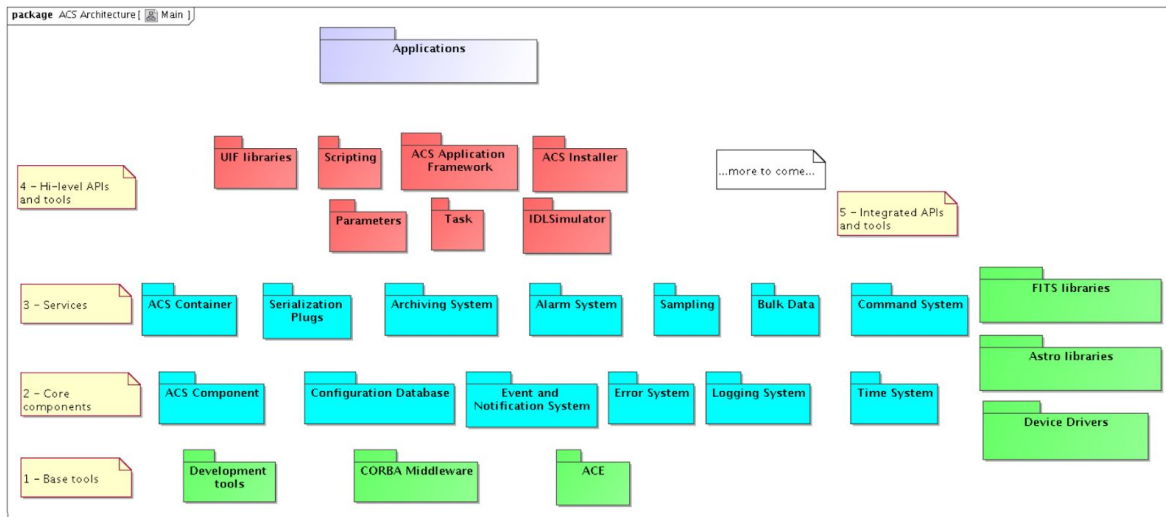 package ACS Architecture [ Main ]
Applications
UIF libraries
Scripting
ACS Application
Framework
ACS Installer
...more to come...
4 - Hi-level APIs
and tools
5 - Integrated APIs
and tools
Parameters
Task
IDLSimulator
3 - Services
ACS Container
Serialization
Plugs
Archiving System
Alarm System
Sampling
Bulk Data
Command System
FITS libraries
Astro libraries
2 - Core
components
ACS Component
Configuration Database
Event and
Notification System
Error System
Logging System
Time System
Device Drivers
1 - Base tools
Development
tools
CORBA Middleware
ACE